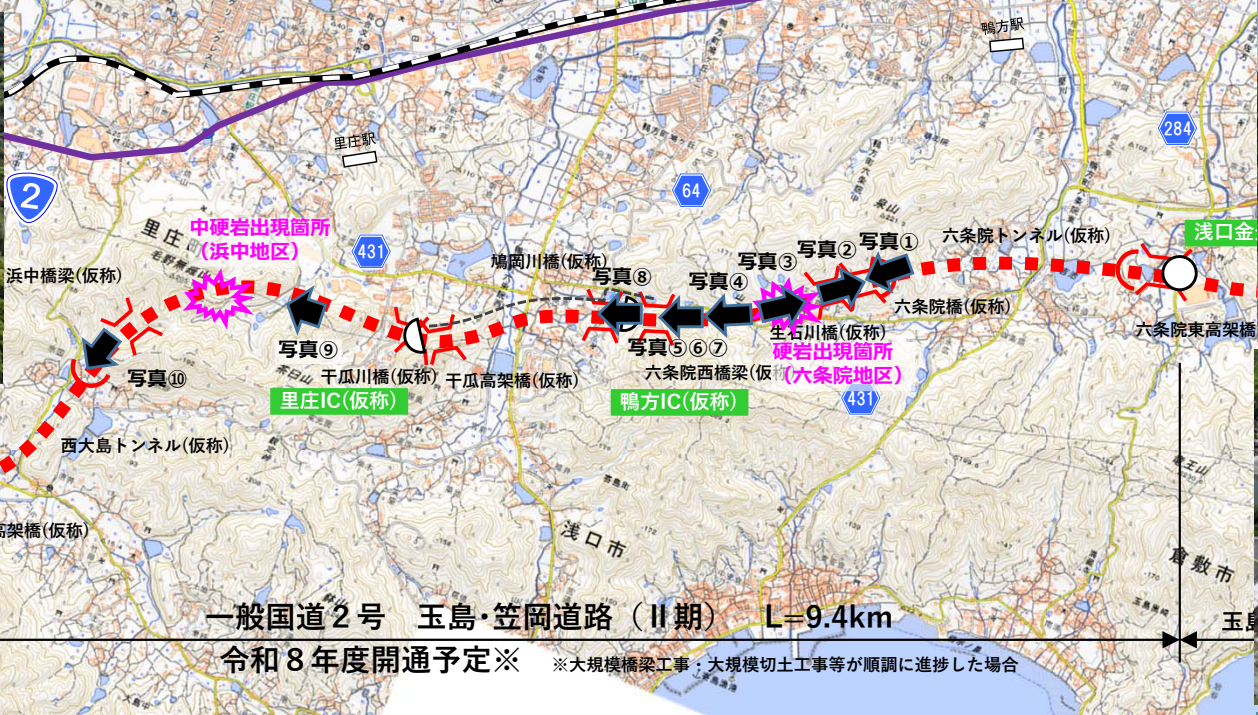 鴨方駅
里庄駅
284
2
64
431
里庄
中硬岩出現箇所
(浜中地区)
浜中橋梁(仮称)
鳩岡川橋(仮称)
写真⑧
写真④
写真③
写真②
写真①
泉山
六条院トンネル(仮称)
浅口金
六条院橋(仮称)
生石川橋(仮称)
六条院東高架橋
写真⑨
写真⑩
干瓜川橋(仮称)
干瓜高架橋(仮称)
写真⑤⑥⑦
六条院西橋梁(仮
硬岩出現箇所
(六条院地区)
431
里庄IC(仮称)
鴨方IC(仮称)
西大島トンネル(仮称)
高架橋(仮称)
竜王山
浅口市
倉敷市
一般国道2号 玉島・笠岡道路(Ⅱ期) L=9.4km
玉島
令和8年度開通予定※ ※大規模橋梁工事・大規模切土工事等が順調に進捗した場合